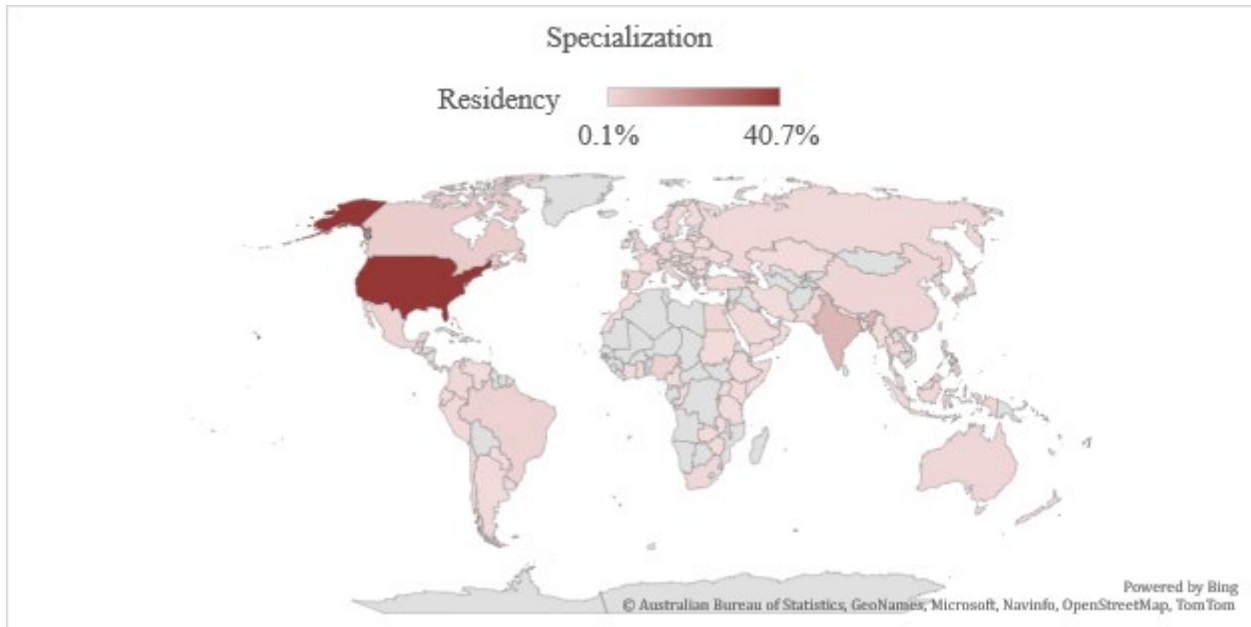 Specialization
Residency
0.1% 40.7%
Powered by Bing
© Australian Bureau of Statistics, GeoNames, Microsoft, Navinfo, OpenStreetMap, TomTom